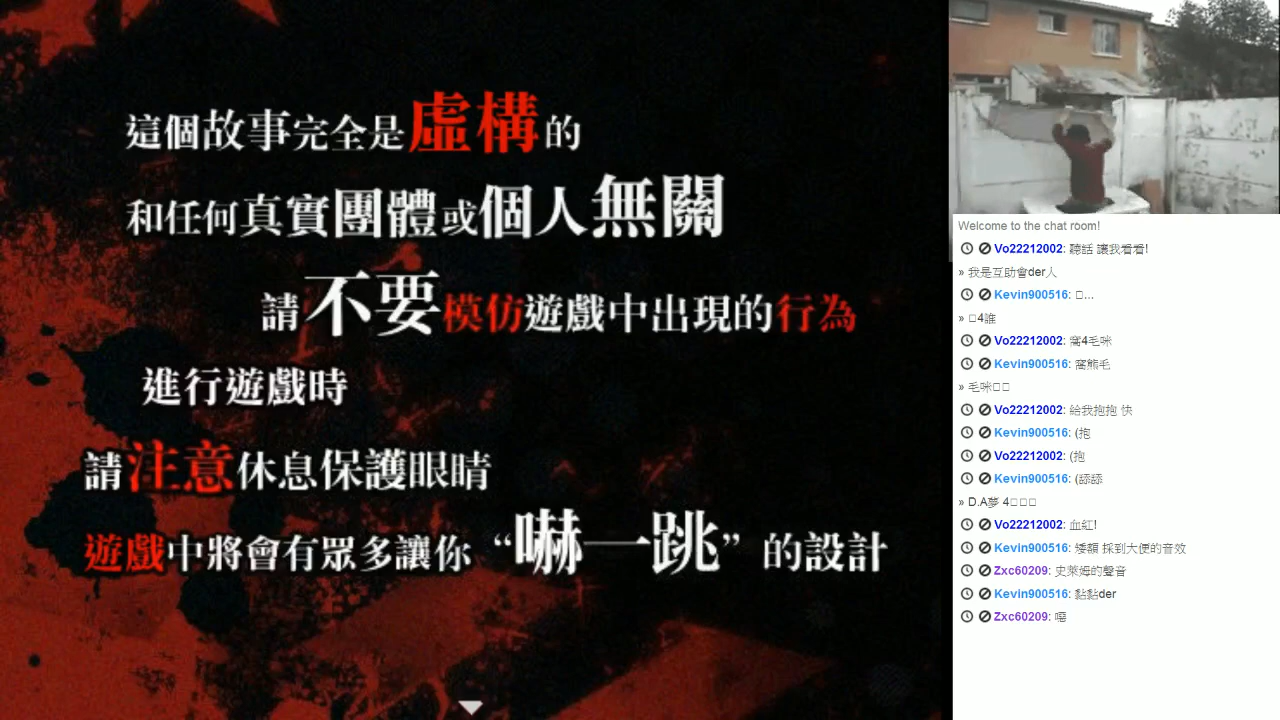 這個故事完全是虛構的
和任何真實團體或個人無關
請不要模仿遊戲中出現的行為
進行遊戲時
請注意休息保護眼睛
遊戲中將會有眾多讓你“嚇一跳”的設計
Welcome to the chat room!
Vo22212002: 聽話 讓我看看!
» 我是互助會der人
Kevin900516: □...
» □4誰
Vo22212002: 窩4毛咪
Kevin900516: 窩熊毛
» 毛咪□□
Vo22212002: 給我抱抱 快
Kevin900516: (抱
Vo22212002: (抱
Kevin900516: (舔舔
» D.A夢 4□□□
Vo22212002: 血紅!
Kevin900516: 矮額 採到大便的音效
Zxc60209: 史萊姆的聲音
Kevin900516: 黏黏der
Zxc60209: 噁